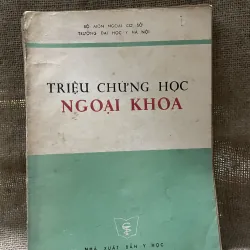 BỘ MÔN NGOẠI CƠ SỞ
TRƯỜNG ĐẠI HỌC Y HÀ NỘI
TRIỆU CHỨNG HỌC
NGOẠI KHOA
NHÀ XUẤT BẢN Y HỌC